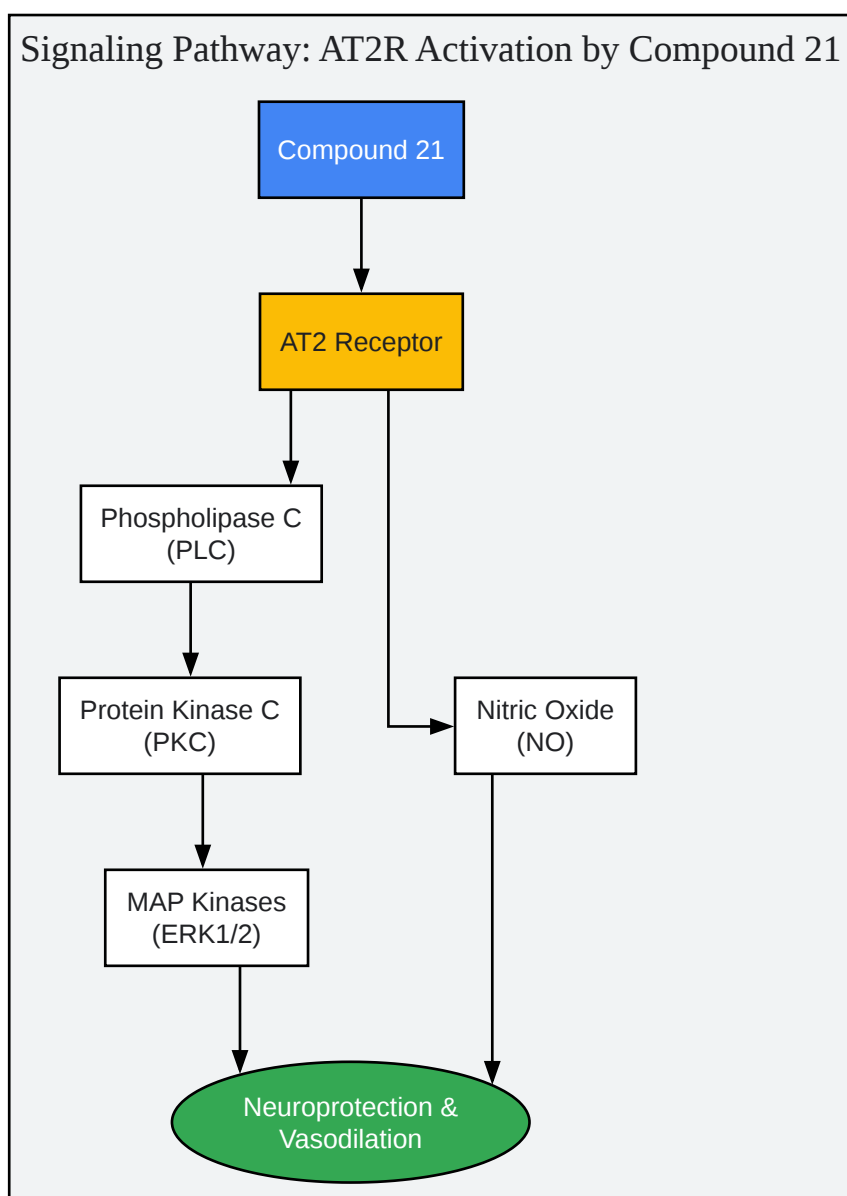 Signaling Pathway: AT2R Activation by Compound 21
Compound 21
AT2 Receptor
Phospholipase C
(PLC)
Protein Kinase C
(PKC)
Nitric Oxide
(NO)
MAP Kinases
(ERK1/2)
Neuroprotection &
Vasodilation